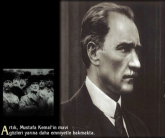 Artık, Mustafa Kemal'in mavi
gözleri yarına daha emniyetle bakmakta.